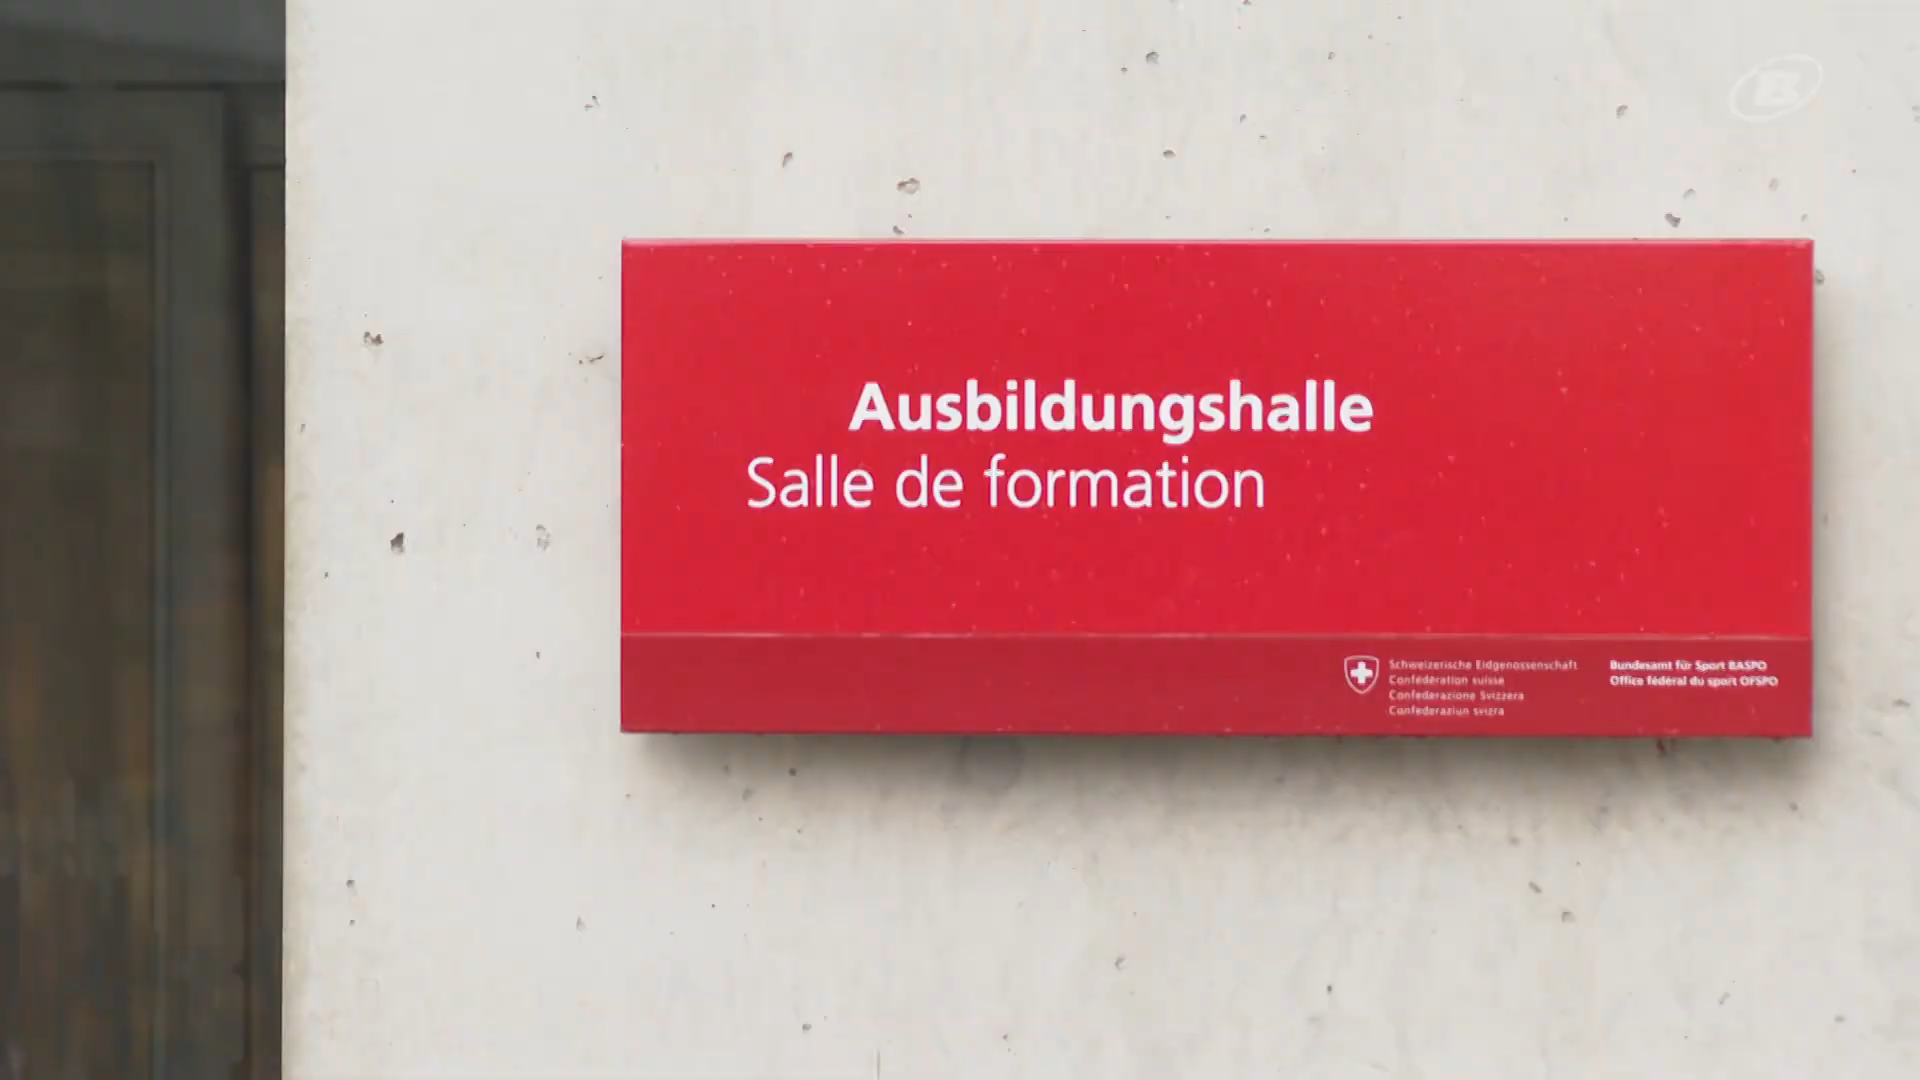 Ausbildungshalle
Salle de formation
Schweizerische Eidgenossenschaft
Confédération suisse
Confederazione Svizzera
Confederaziun svizra
Bundesamt für Sport BASPO
Office fédéral du sport OFSPO